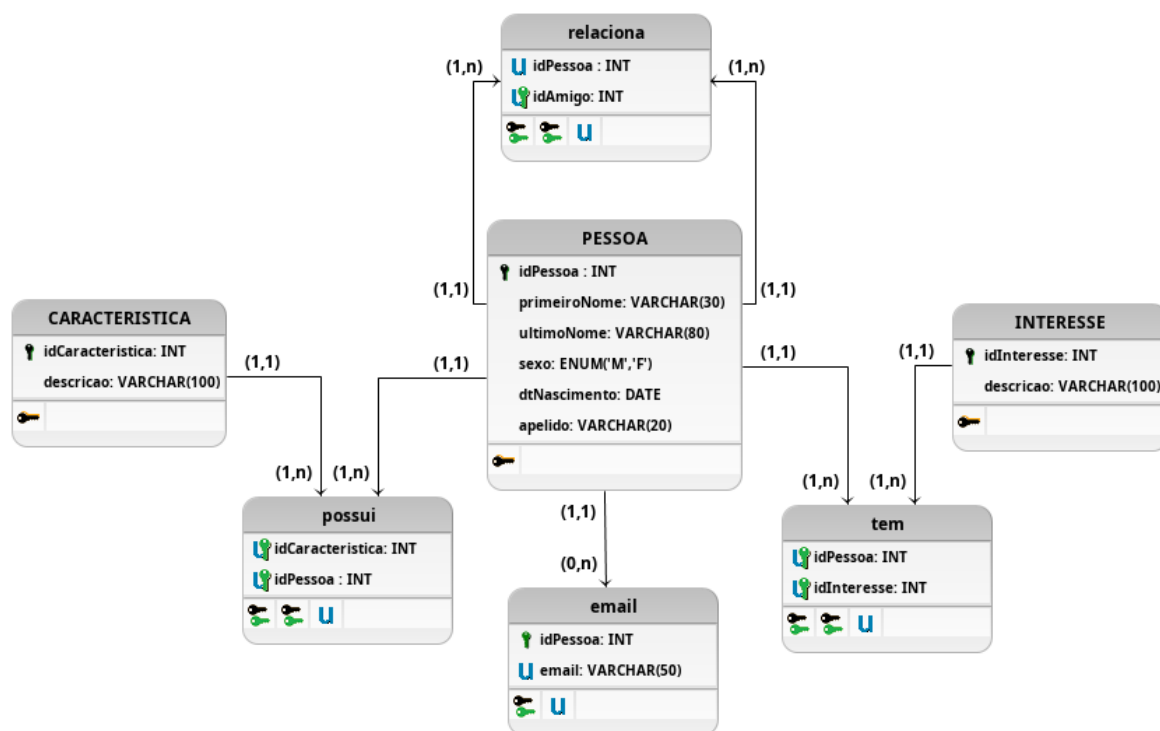 relaciona
idPessoa : INT
idAmigo: INT
(1,n)
(1,n)
(1,1)
(1,1)
PESSOA
idPessoa : INT
primeiroNome: VARCHAR(30)
ultimoNome: VARCHAR(80)
sexo: ENUM('M','F')
dtNascimento: DATE
apelido: VARCHAR(20)
CARACTERISTICA
idCaracteristica: INT
descricao: VARCHAR(100)
(1,1)
(1,1)
(1,1)
(1,1)
INTERESSE
idInteresse: INT
descricao: VARCHAR(100)
(1,n)
(1,n)
possui
idCaracteristica: INT
idPessoa : INT
(1,1)
(0,n)
email
idPessoa: INT
email: VARCHAR(50)
(1,n)
(1,n)
tem
idPessoa: INT
idInteresse: INT